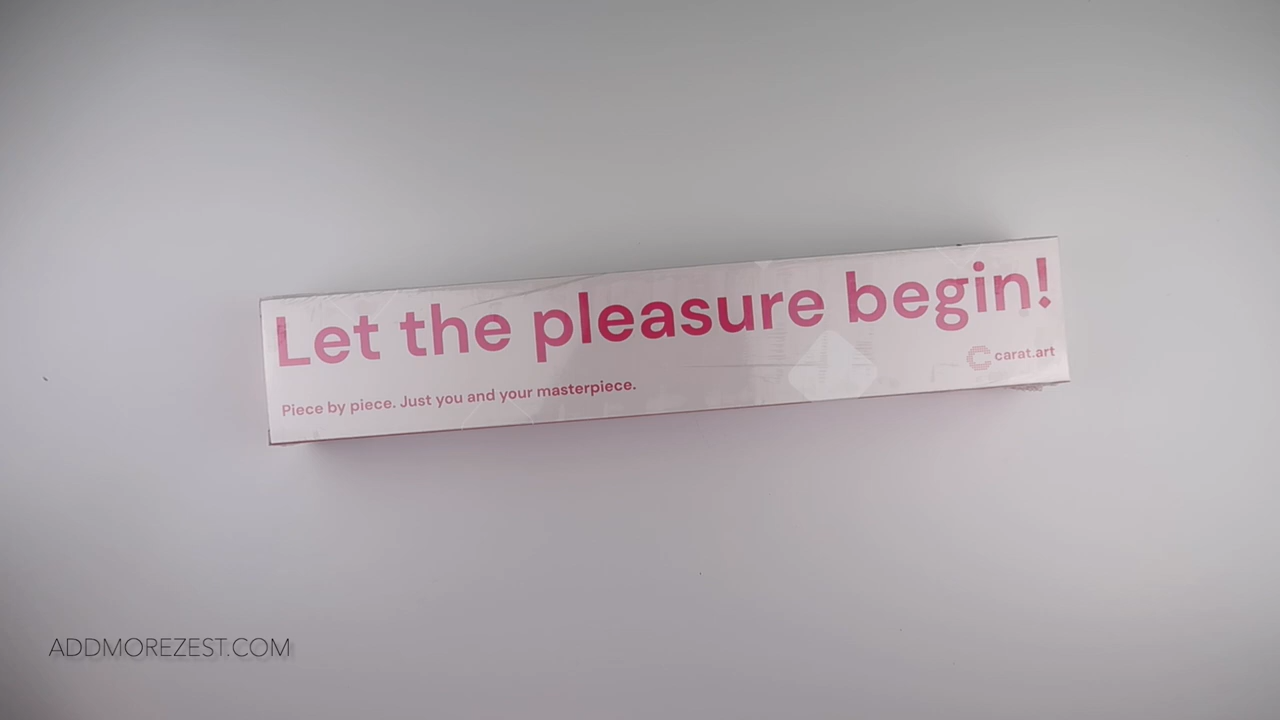 Let the pleasure begin!
carat.art
Piece by piece. Just you and your masterpiece.
ADDMOREZEST.COM